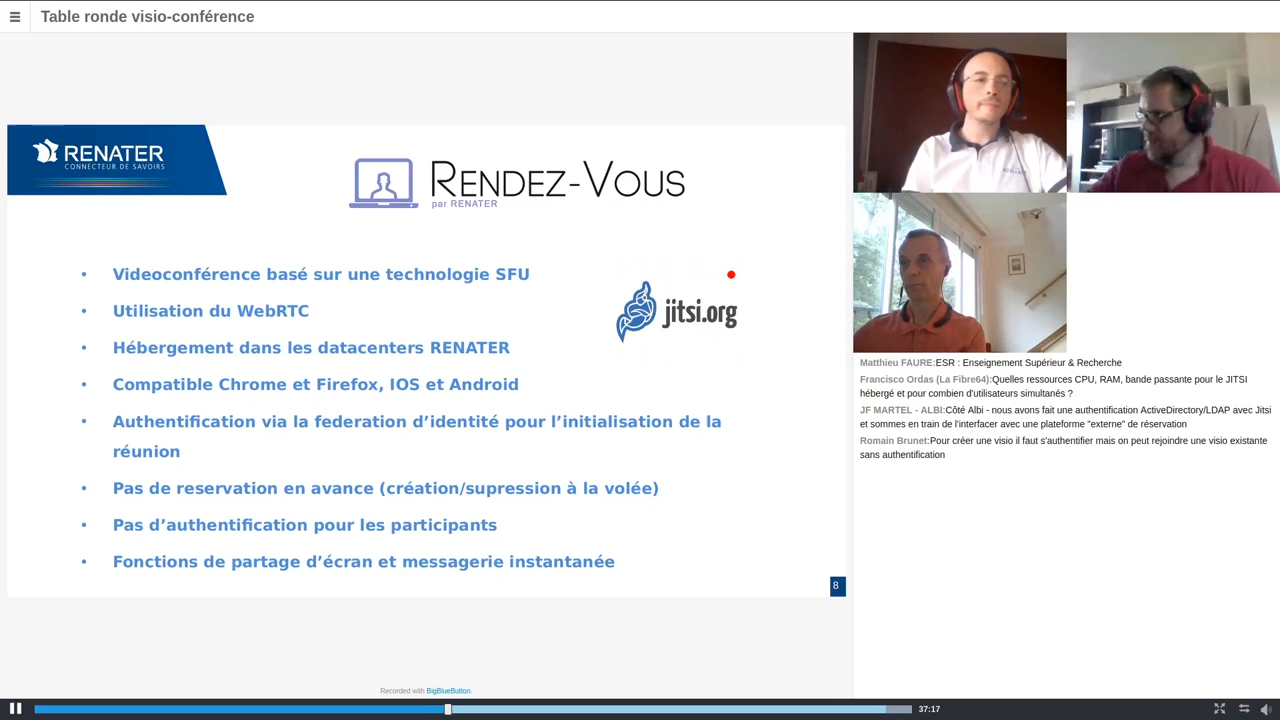 Table ronde visio-conférence
RENATER
CONNECTEUR DE SAVOIRS
RENDEZ-VOUS
par RENATER
• Videoconférence basé sur une technologie SFU
• Utilisation du WebRTC
• Hébergement dans les datacenters RENATER
• Compatible Chrome et Firefox, IOS et Android
• Authentification via la federation d’identité pour l’initialisation de la
réunion
• Pas de reservation en avance (création/supression à la volée)
• Pas d’authentification pour les participants
• Fonctions de partage d’écran et messagerie instantanée
jitsi.org
8
Matthieu FAURE:ESR : Enseignement Supérieur & Recherche
Francisco Ordas (La Fibre64):Quelles ressources CPU, RAM, bande passante pour le JITSI
hébergé et pour combien d'utilisateurs simultanés ?
JF MARTEL - ALBI:Côté Albi - nous avons fait une authentification ActiveDirectory/LDAP avec Jitsi
et sommes en train de l'interfacer avec une plateforme "externe" de réservation
Romain Brunet:Pour créer une visio il faut s'authentifier mais on peut rejoindre une visio existante
sans authentification
Recorded with BigBlueButton.
37:17